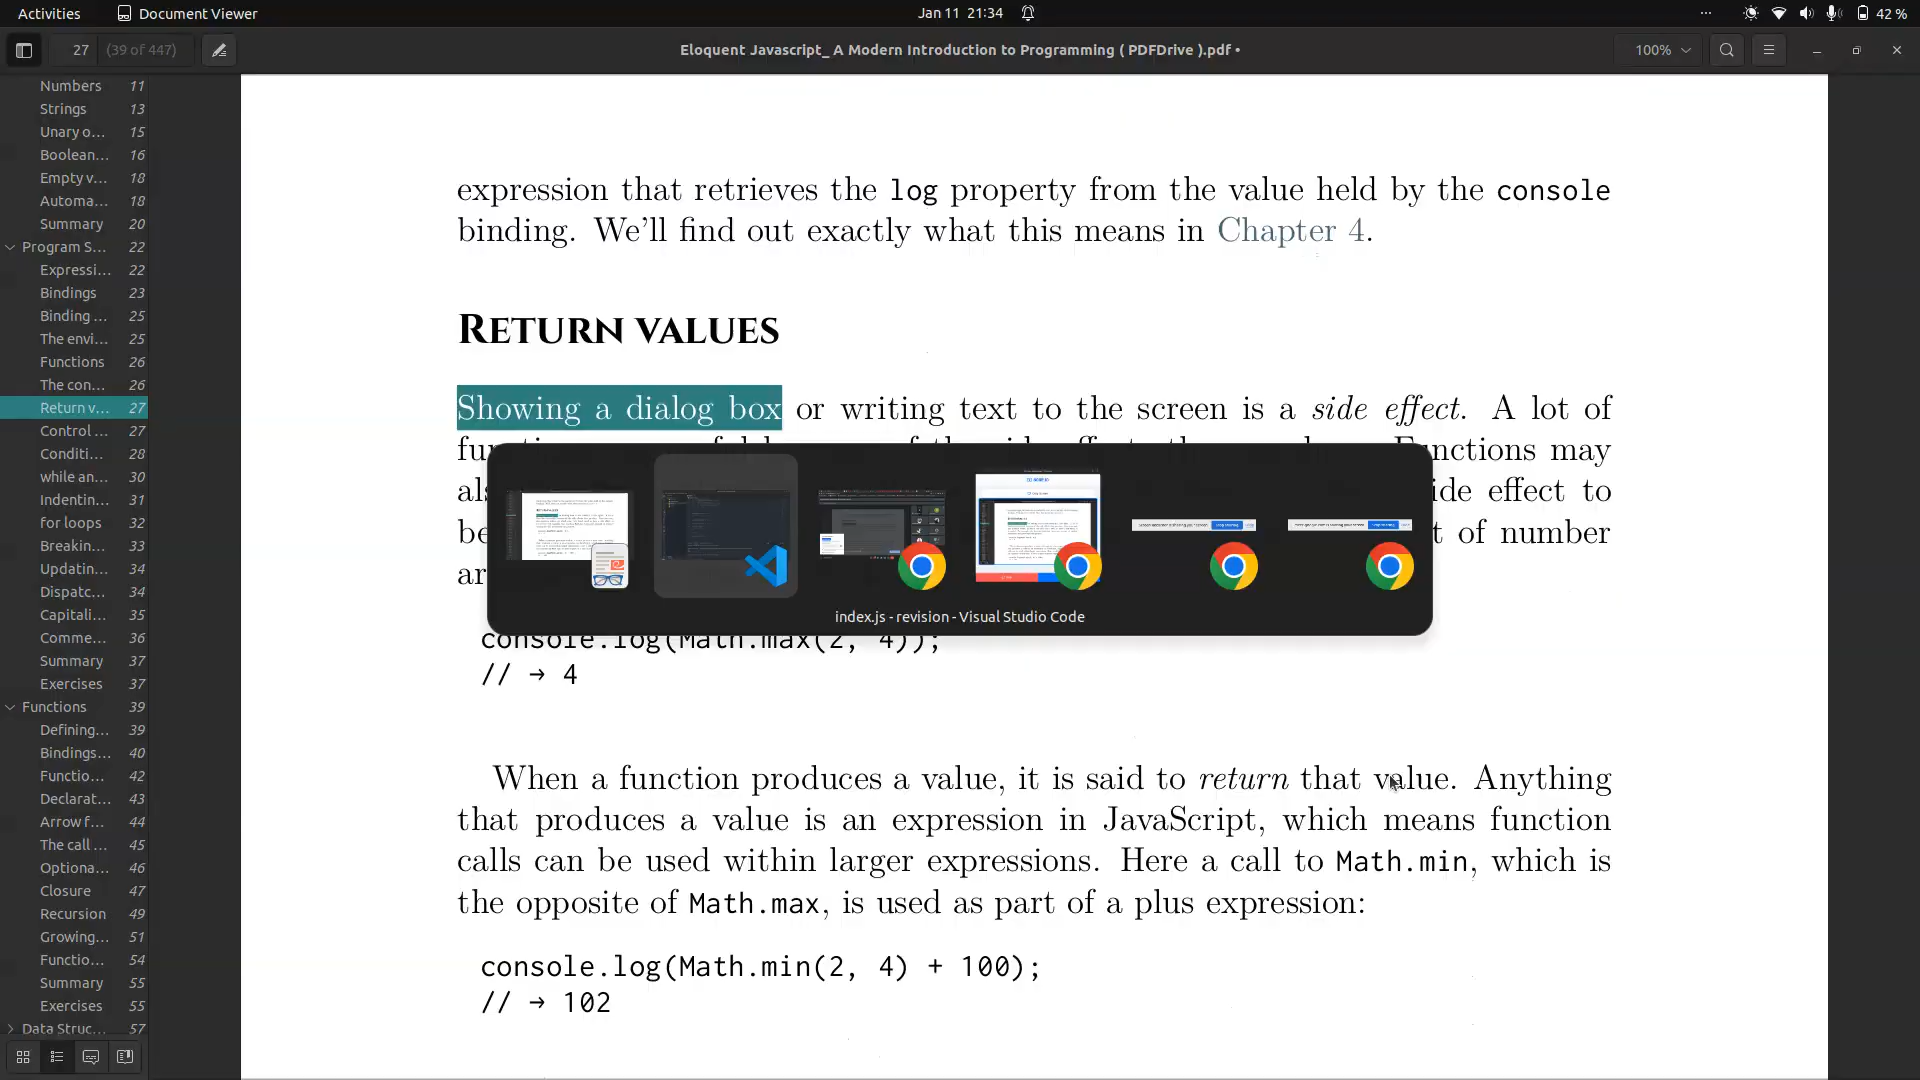 Activities
Document Viewer
Jan 11 21:34
42 %
27 (39 of 447)
Eloquent Javascript_ A Modern Introduction to Programming ( PDFDrive ).pdf •
100%
Numbers 11
Strings 13
Unary o... 15
Boolean... 16
Empty v... 18
Automa... 18
Summary 20
Program S... 22
Expressi... 22
Bindings 23
Binding ... 25
The envi... 25
Functions 26
The con... 26
Return v... 27
Control ... 27
Conditi... 28
while an... 30
Indentin... 31
for loops 32
Breakin... 33
Updatin... 34
Dispatc... 34
Capitali... 35
Comme... 36
Summary 37
Exercises 37
Functions 39
Defining... 39
Bindings... 40
Functio... 42
Declarat... 43
Arrow f... 44
The call ... 45
Optiona... 46
Closure 47
Recursion 49
Growing... 51
Functio... 54
Summary 55
Exercises 55
Data Struc... 57
expression that retrieves the log property from the value held by the console
binding. We'll find out exactly what this means in Chapter 4.
Return values
Showing a dialog box or writing text to the screen is a side effect. A lot of
may
effect to
of number
index.js - revision - Visual Studio Code
console.log(Math.max(2, 4));
// → 4
When a function produces a value, it is said to return that value. Anything
that produces a value is an expression in JavaScript, which means function
calls can be used within larger expressions. Here a call to Math.min, which is
the opposite of Math.max, is used as part of a plus expression:
console.log(Math.min(2, 4) + 100);
// → 102